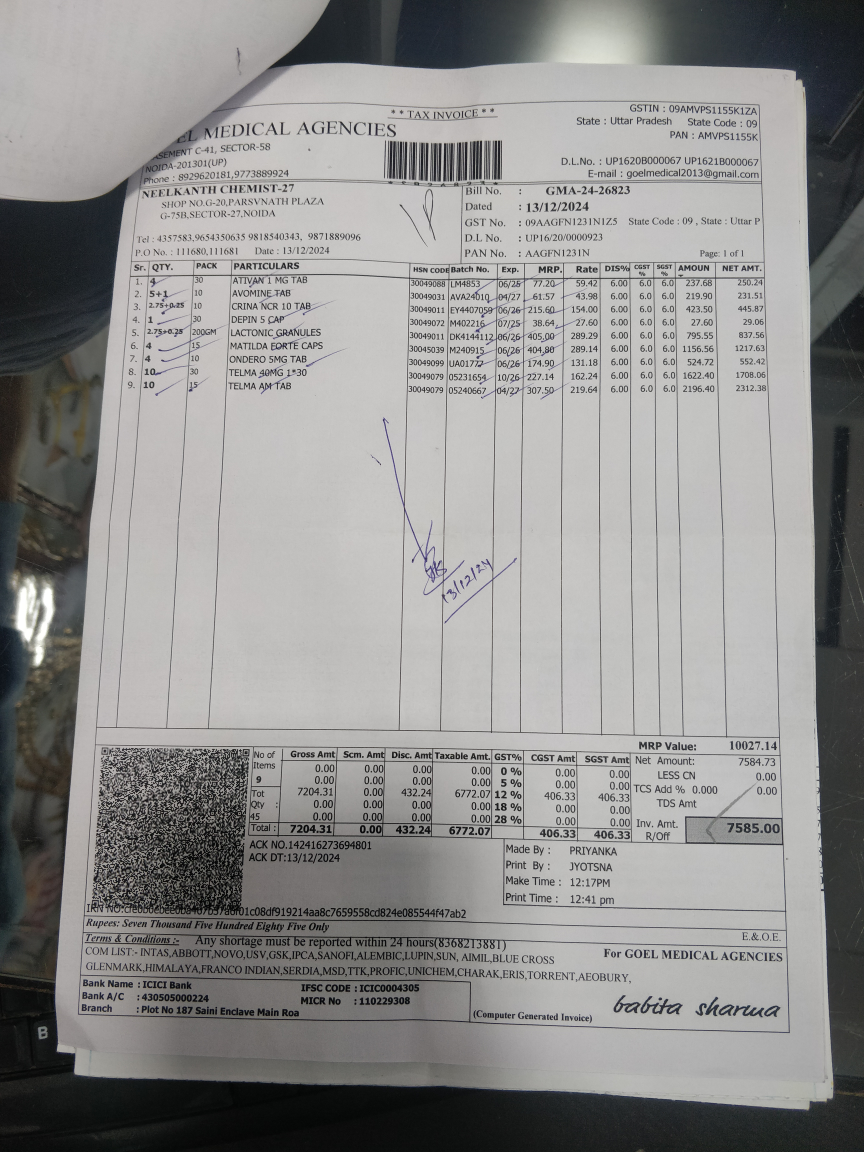 * * TAX INVOICE * *
GSTIN : 09AMVPS1155K1ZA
State : Uttar Pradesh State Code : 09
PAN : AMVPS1155K
OEL MEDICAL AGENCIES
ASEMENT C-41, SECTOR-58
NOIDA-201301(UP)
Phone : 8929620181,9773889924
D.L.No. : UP1620B000067 UP1621B000067
E-mail : goelmedical2013@gmail.com
NEELKANTH CHEMIST-27
SHOP NO.G-20,PARSVNATH PLAZA
G-75B,SECTOR-27,NOIDA
Tel : 4357583,9654350635 9818540343, 9871889096
P.O No. : 111680,111681 Date : 13/12/2024
Bill No. : GMA-24-26823
Dated : 13/12/2024
GST No. : 09AAGFN1231N1Z5 State Code : 09 , State : Uttar P
D.L No. : UP16/20/0000923
PAN No. : AAGFN1231N Page: 1 of 1
Sr. QTY. PACK PARTICULARS HSN CODE Batch No. Exp. MRP. Rate DIS% CGST % SGST % AMOUN NET AMT.
1. 4 30 ATIVAN 1 MG TAB 30049088 LM4853 06/25 77.20 59.42 6.00 6.0 6.0 237.68 250.24
2. 5+1 10 AVOMINE TAB 30049031 AVA24010 04/27 61.57 43.98 6.00 6.0 6.0 219.90 231.51
3. 2.75+0.25 10 CRINA NCR 10 TAB 30049011 EY4407059 06/26 215.60 154.00 6.00 6.0 6.0 423.50 445.87
4. 1 10 DEPIN 5 CAP 30049072 M402216 07/25 38.64 27.60 6.00 6.0 6.0 27.60 29.06
5. 2.75+0.25 200GM LACTONIC GRANULES 30049011 DK4144112 06/26 405.00 289.29 6.00 6.0 6.0 795.55 837.56
6. 4 15 MATILDA FORTE CAPS 30045039 M240915 06/26 404.80 289.14 6.00 6.0 6.0 1156.56 1217.63
7. 4 10 ONDERO 5MG TAB 30049099 UA01772 06/26 174.90 131.18 6.00 6.0 6.0 524.72 552.42
8. 10 30 TELMA 40MG 1*30 30049079 05231654 10/26 227.14 162.24 6.00 6.0 6.0 1622.40 1708.06
9. 10 15 TELMA AM TAB 30049079 05240667 04/27 307.50 219.64 6.00 6.0 6.0 2196.40 2312.38
13/12/24
MRP Value: 10027.14
No of Items 9 Tot Qty : 45
Gross Amt Scm. Amt Disc. Amt Taxable Amt. GST% CGST Amt SGST Amt
0.00 0.00 0.00 0.00 0 % 0.00 0.00
0.00 0.00 0.00 0.00 5 % 0.00 0.00
7204.31 0.00 432.24 6772.07 12 % 406.33 406.33
0.00 0.00 0.00 0.00 18 % 0.00 0.00
0.00 0.00 0.00 0.00 28 % 0.00 0.00
Total : 7204.31 0.00 432.24 6772.07 406.33 406.33
Net Amount: 7584.73
LESS CN 0.00
TCS Add % 0.000 0.00
TDS Amt
Inv. Amt. 7585.00
R/Off
ACK NO.142416273694801
ACK DT:13/12/2024
Made By : PRIYANKA
Print By : JYOTSNA
Make Time : 12:17PM
Print Time : 12:41 pm
Rupees: Seven Thousand Five Hundred Eighty Five Only
E.& O.E.
Terms & Conditions :- Any shortage must be reported within 24 hours(8368213881)
COM LIST:- INTAS,ABBOTT,NOVO,USV,GSK,IPCA,SANOFI,ALEMBIC,LUPIN,SUN, AIMIL,BLUE CROSS
GLENMARK,HIMALAYA,FRANCO INDIAN,SERDIA,MSD,TTK,PROFIC,UNICHEM,CHARAK,ERIS,TORRENT,AEOBURY,
For GOEL MEDICAL AGENCIES
Bank Name : ICICI Bank IFSC CODE : ICIC0004305
Bank A/C : 430505000224 MICR No : 110229308
Branch : Plot No 187 Saini Enclave Main Roa
(Computer Generated Invoice)
babita sharma
B